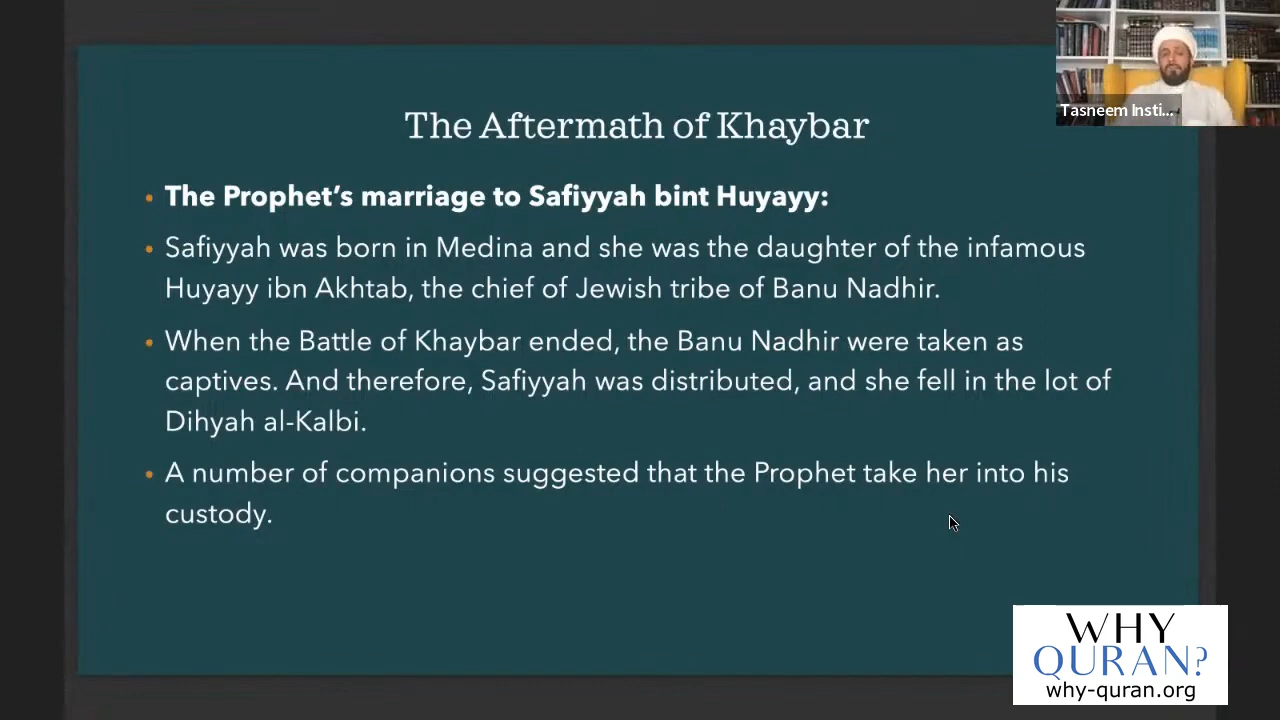 Tasneem Insti...
The Aftermath of Khaybar
• The Prophet's marriage to Safiyyah bint Huyayy:
• Safiyyah was born in Medina and she was the daughter of the infamous
Huyayy ibn Akhtab, the chief of Jewish tribe of Banu Nadhir.
• When the Battle of Khaybar ended, the Banu Nadhir were taken as
captives. And therefore, Safiyyah was distributed, and she fell in the lot of
Dihyah al-Kalbi.
• A number of companions suggested that the Prophet take her into his
custody.
WHY
QURAN?
why-quran.org